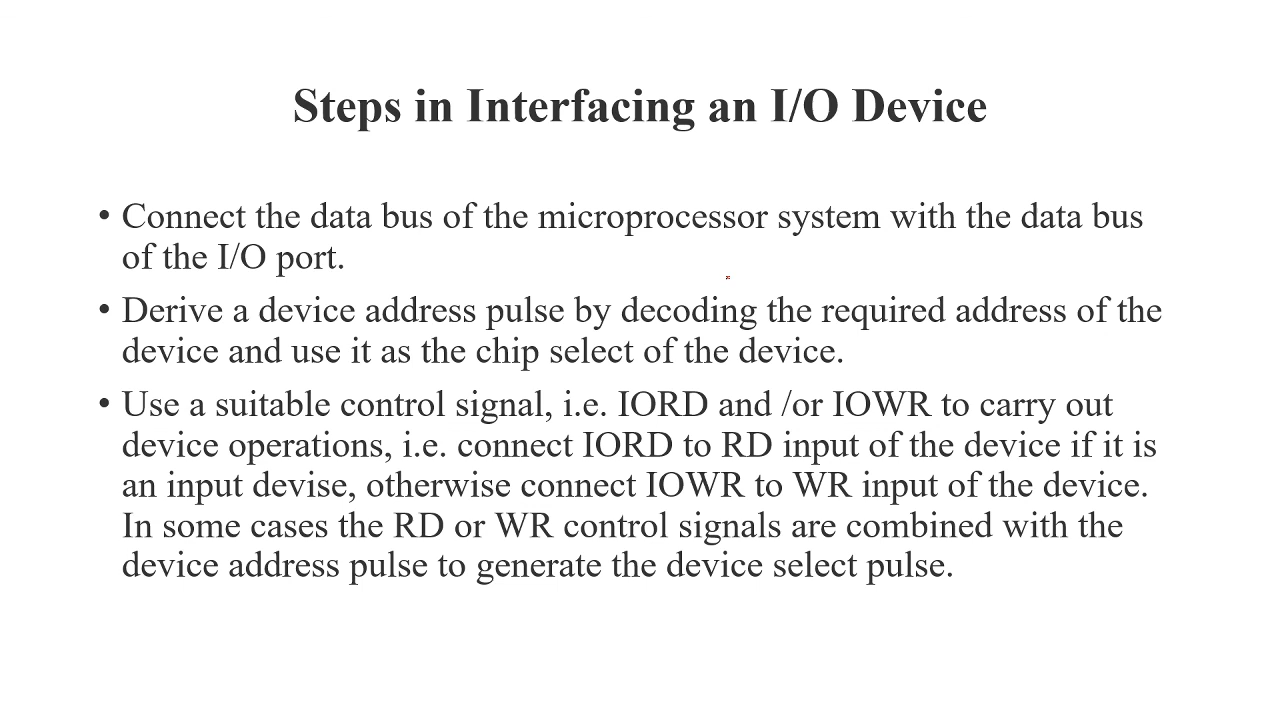 Steps in Interfacing an I/O Device
• Connect the data bus of the microprocessor system with the data bus
of the I/O port.
• Derive a device address pulse by decoding the required address of the
device and use it as the chip select of the device.
• Use a suitable control signal, i.e. IORD and /or IOWR to carry out
device operations, i.e. connect IORD to RD input of the device if it is
an input devise, otherwise connect IOWR to WR input of the device.
In some cases the RD or WR control signals are combined with the
device address pulse to generate the device select pulse.